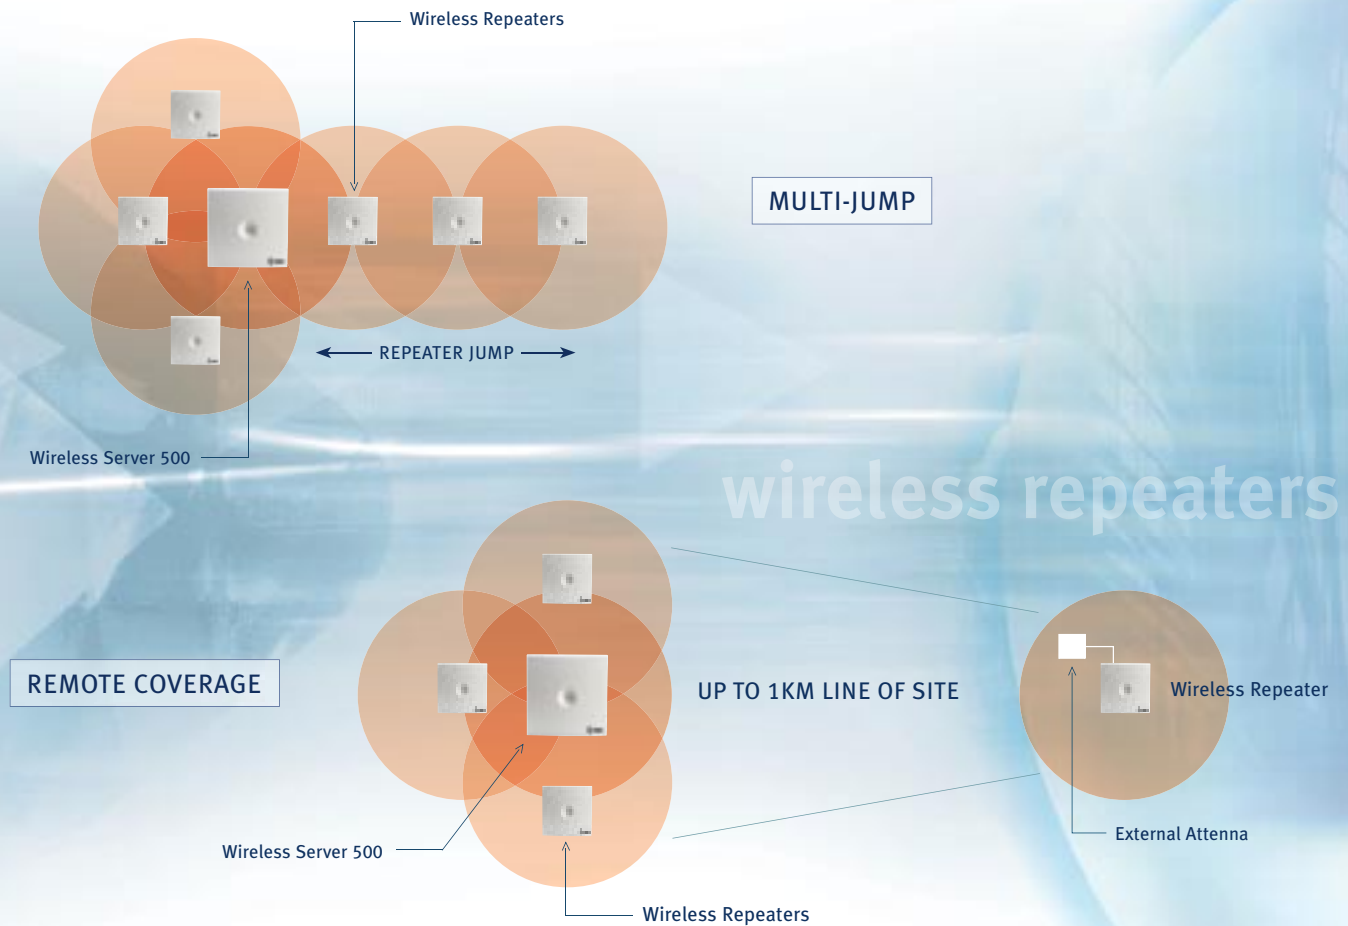 Wireless Repeaters
MULTI-JUMP
REPEATER JUMP
Wireless Server 500
wireless repeaters
REMOTE COVERAGE
UP TO 1KM LINE OF SITE
Wireless Repeater
External Attenna
Wireless Server 500
Wireless Repeaters